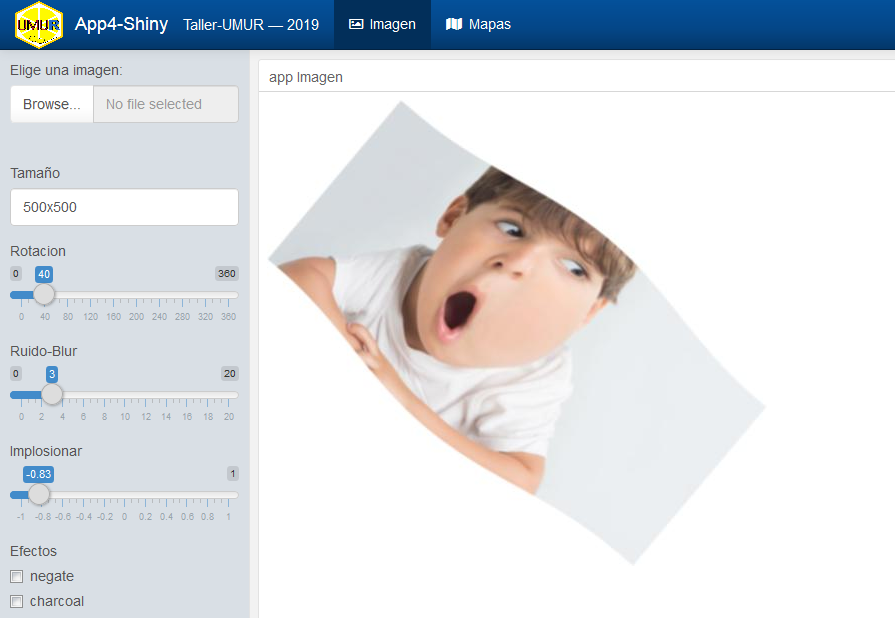 UMUR App4-Shiny Taller-UMUR — 2019 Imagen Mapas
Elige una imagen:
Browse... No file selected
Tamaño
500x500
Rotacion
0 40 360
0 40 80 120 160 200 240 280 320 360
Ruido-Blur
0 3 20
0 2 4 6 8 10 12 14 16 18 20
Implosionar
-0.83 1
-1 -0.8 -0.6 -0.4 -0.2 0 0.2 0.4 0.6 0.8 1
Efectos
negate
charcoal
app Imagen